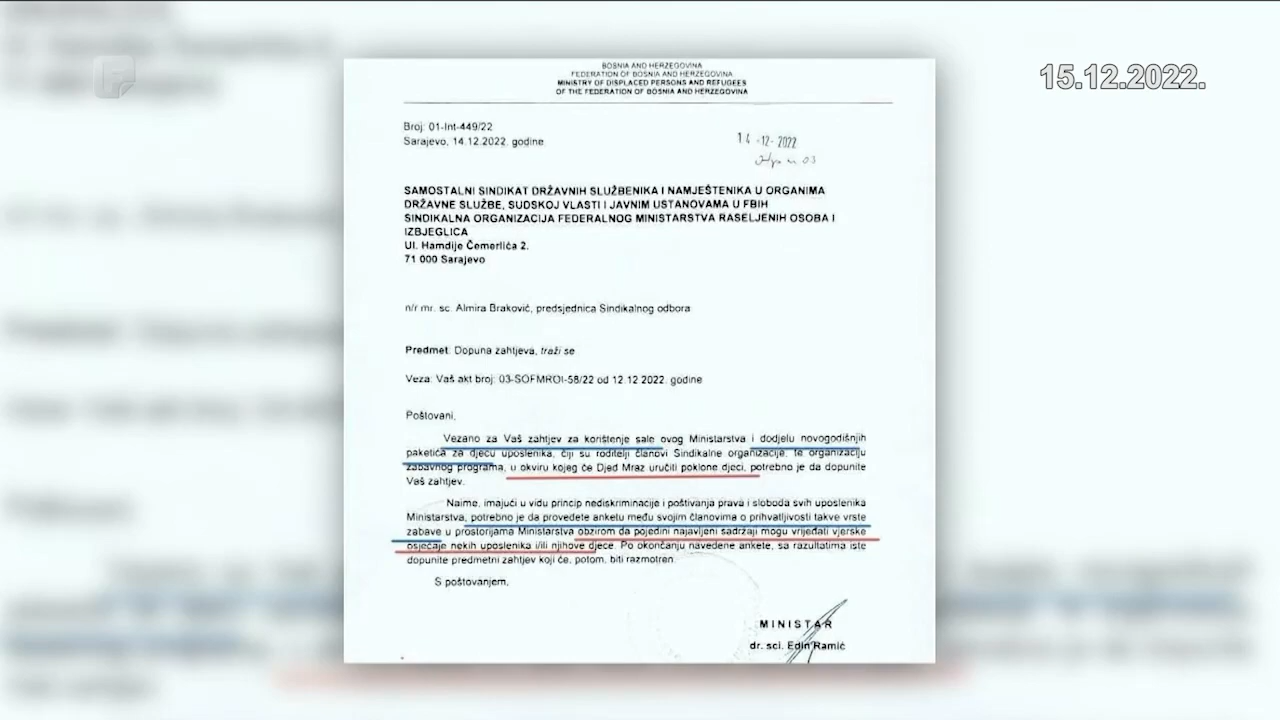 15.12.2022.
BOSNIA AND HERZEGOVINA
FEDERATION OF BOSNIA AND HERZEGOVINA
MINISTRY OF DISPLACED PERSONS AND REFUGEES
OF THE FEDERATION OF BOSNIA AND HERZEGOVINA
Broj: 01-Int-449/22
Sarajevo, 14.12.2022. godine
14 -12- 2022
SAMOSTALNI SINDIKAT DRŽAVNIH SLUŽBENIKA I NAMJEŠTENIKA U ORGANIMA
DRŽAVNE SLUŽBE, SUDSKOJ VLASTI I JAVNIM USTANOVAMA U FBIH
SINDIKALNA ORGANIZACIJA FEDERALNOG MINISTARSTVA RASELJENIH OSOBA I
IZBJEGLICA
Ul. Hamdije Čemerlića 2.
71 000 Sarajevo
n/r mr. sc. Almira Braković, predsjednica Sindikalnog odbora
Predmet: Dopuna zahtjeva, traži se
Veza: Vaš akt broj: 03-SOFMROI-58/22 od 12.12.2022. godine
Poštovani,
Vezano za Vaš zahtjev za korištenje sale ovog Ministarstva i dodjelu novogodišnjih
paketića za djecu uposlenika, čiji su roditelji članovi Sindikalne organizacije, te organizaciju
zabavnog programa, u okviru kojeg će Djed Mraz uručiti poklone djeci, potrebno je da dopunite
Vaš zahtjev.
Naime, imajući u vidu princip nediskriminacije i poštivanja prava i sloboda svih uposlenika
Ministarstva, potrebno je da provedete anketu među svojim članovima o prihvatljivosti takve vrste
zabave u prostorijama Ministarstva obzirom da pojedini najavljeni sadržaji mogu vrijeđati vjerske
osjećaje nekih uposlenika i/ili njihove djece. Po okončanju navedene ankete, sa razultatima iste
dopunite predmetni zahtjev koji će, potom, biti razmotren.
S poštovanjem,
MINISTAR
dr. sci. Edin Ramić